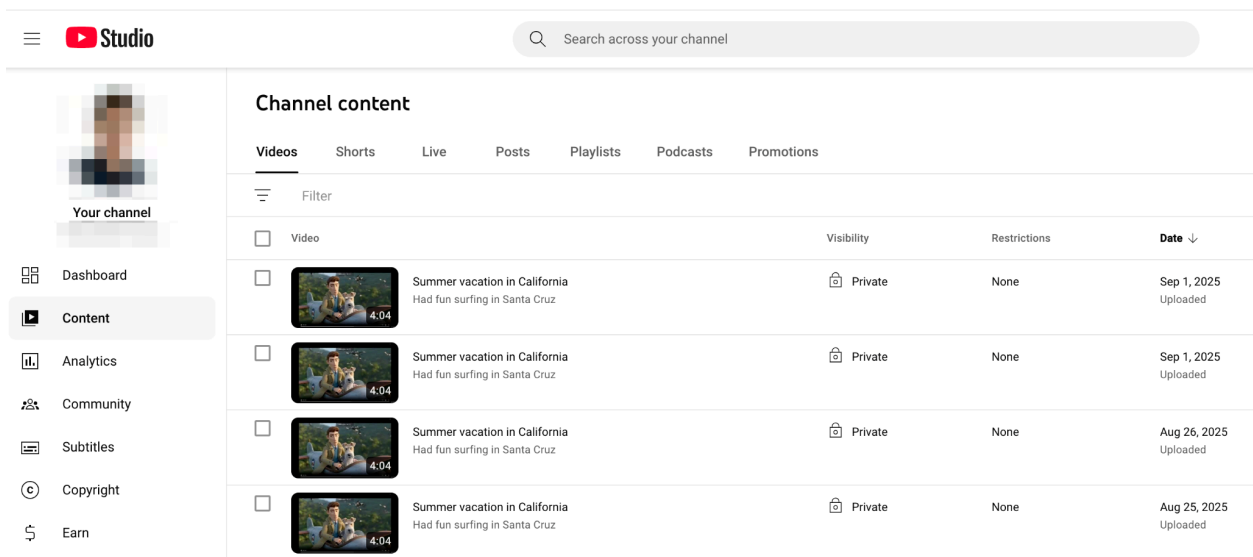 Studio
Search across your channel
Your channel
Dashboard
Content
Analytics
Community
Subtitles
Copyright
Earn
Channel content
Videos Shorts Live Posts Playlists Podcasts Promotions
Filter
Video Visibility Restrictions Date ↓
4:04
Summer vacation in California
Had fun surfing in Santa Cruz
Private None Sep 1, 2025
Uploaded
4:04
Summer vacation in California
Had fun surfing in Santa Cruz
Private None Sep 1, 2025
Uploaded
4:04
Summer vacation in California
Had fun surfing in Santa Cruz
Private None Aug 26, 2025
Uploaded
4:04
Summer vacation in California
Had fun surfing in Santa Cruz
Private None Aug 25, 2025
Uploaded